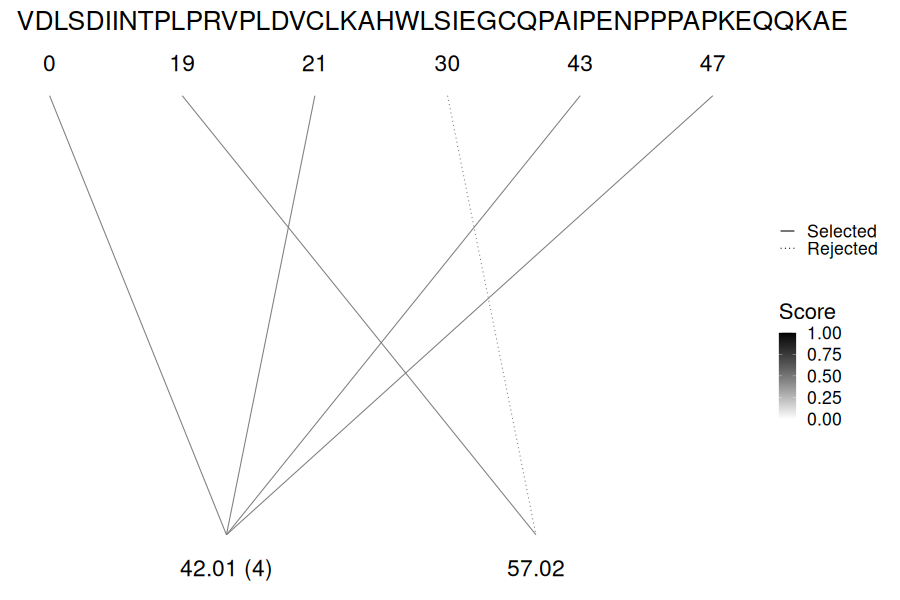 VDLSDIINTPLPRVPLDVCLKAHWLSIEGCQPAIPENPPPAPKEQQKAE
0 19 21 30 43 47
Selected
Rejected
Score
1.00
0.75
0.50
0.25
0.00
42.01 (4) 57.02